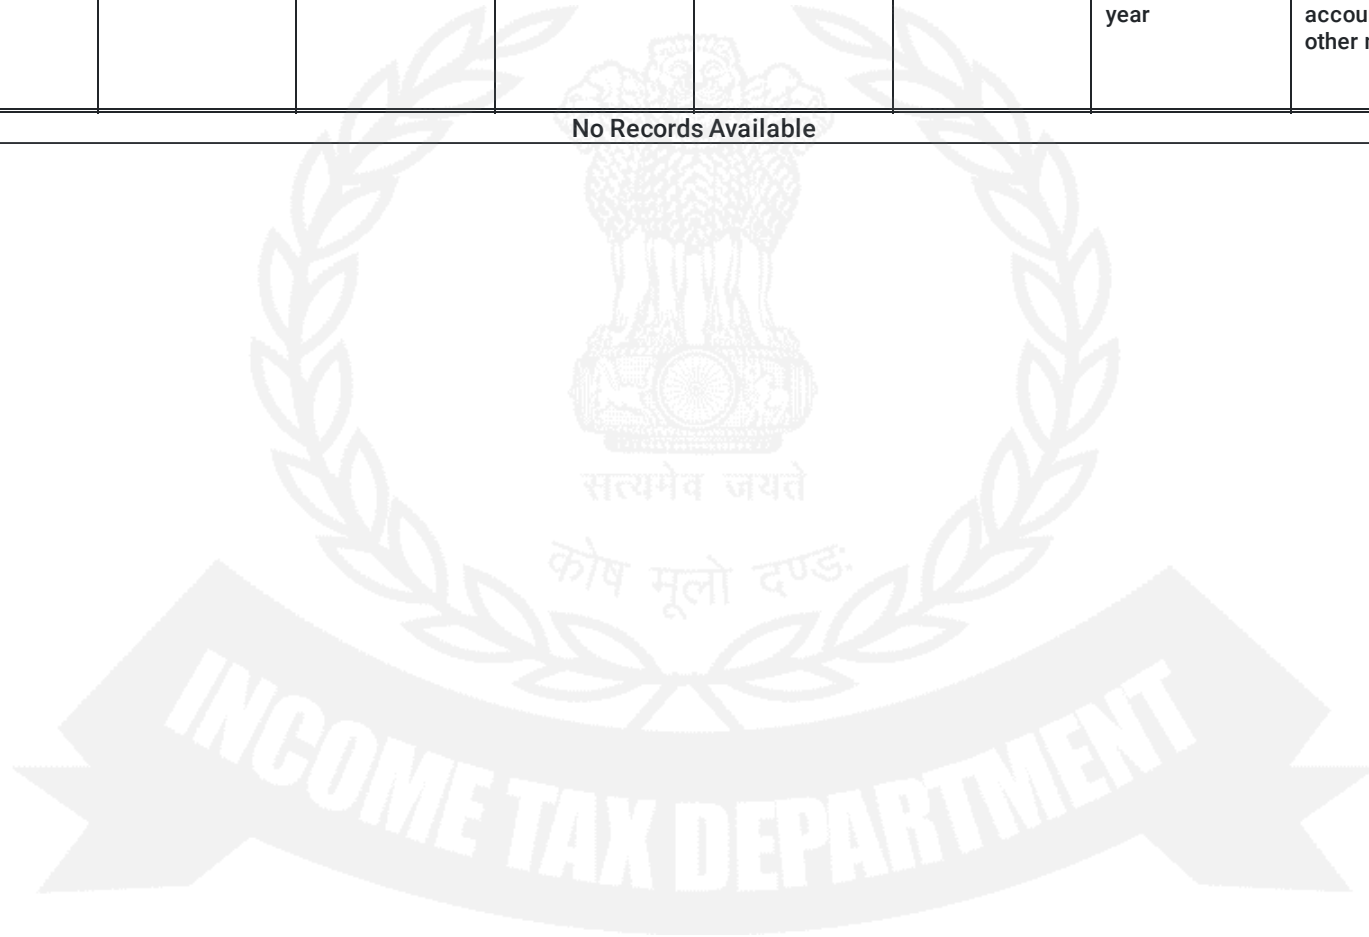 year
accou
other
No Records Available
सत्यमेव जयते
कोष मूलो दण्डः
INCOME TAX DEPARTMENT